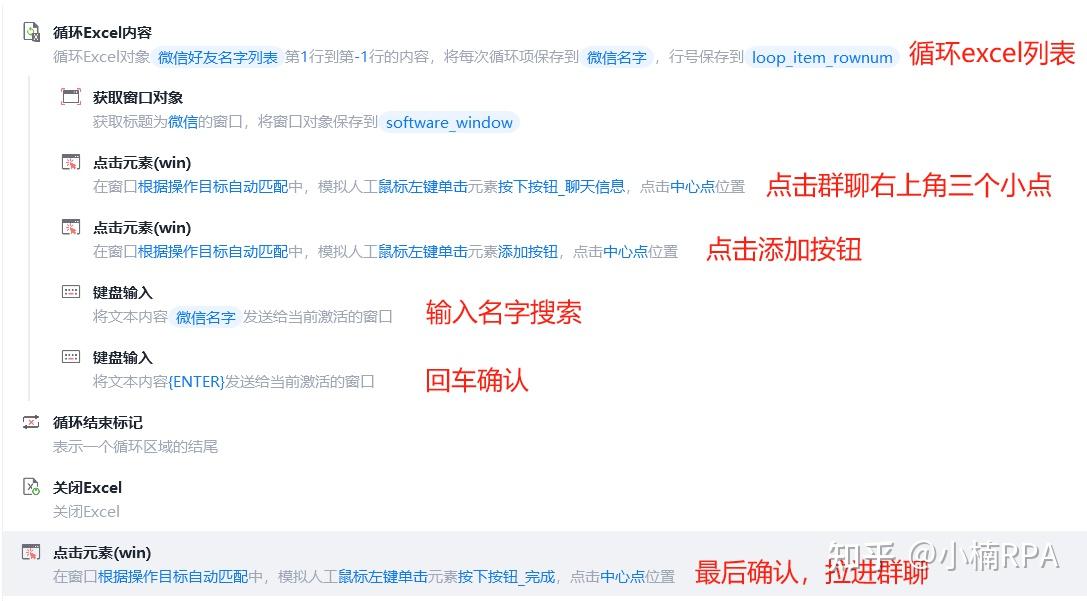 循环Excel内容
循环Excel对象 微信好友名字列表 第1行到第-1行的内容，将每次循环项保存到 微信名字 ，行号保存到 loop_item_rownum 循环excel列表
获取窗口对象
获取标题为微信的窗口，将窗口对象保存到 software_window
点击元素(win)
在窗口根据操作目标自动匹配中，模拟人工鼠标左键单击元素按下按钮_聊天信息，点击中心点位置 点击群聊右上角三个小点
点击元素(win)
在窗口根据操作目标自动匹配中，模拟人工鼠标左键单击元素添加按钮，点击中心点位置 点击添加按钮
键盘输入
将文本内容 微信名字 发送给当前激活的窗口 输入名字搜索
键盘输入
将文本内容{ENTER}发送给当前激活的窗口 回车确认
循环结束标记
表示一个循环区域的结尾
关闭Excel
关闭Excel
点击元素(win)
在窗口根据操作目标自动匹配中，模拟人工鼠标左键单击元素按下按钮_完成，点击中心点位置 最后确认，拉进群聊
知乎 @小楠RPA